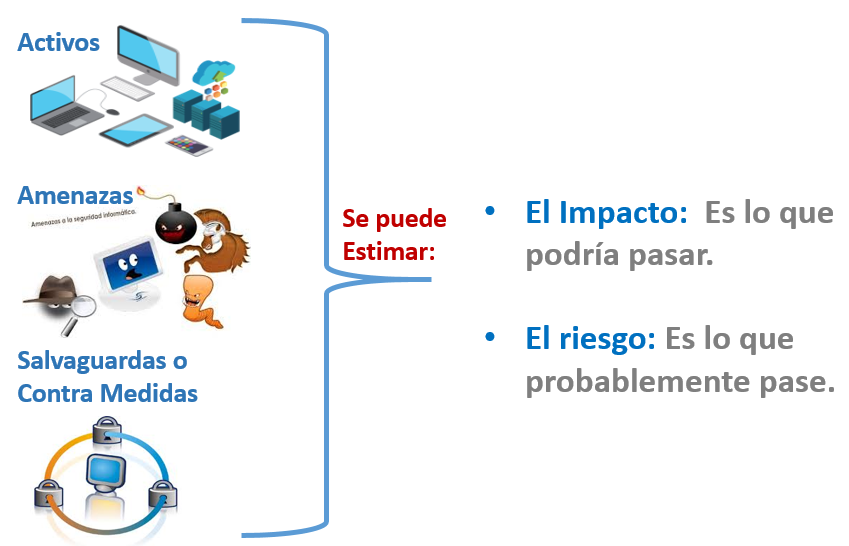 Activos
Amenazas
Amenazas a la seguridad informática.
Salvaguardas o
Contra Medidas
Se puede
Estimar:
• El Impacto: Es lo que
podría pasar.
• El riesgo: Es lo que
probablemente pase.